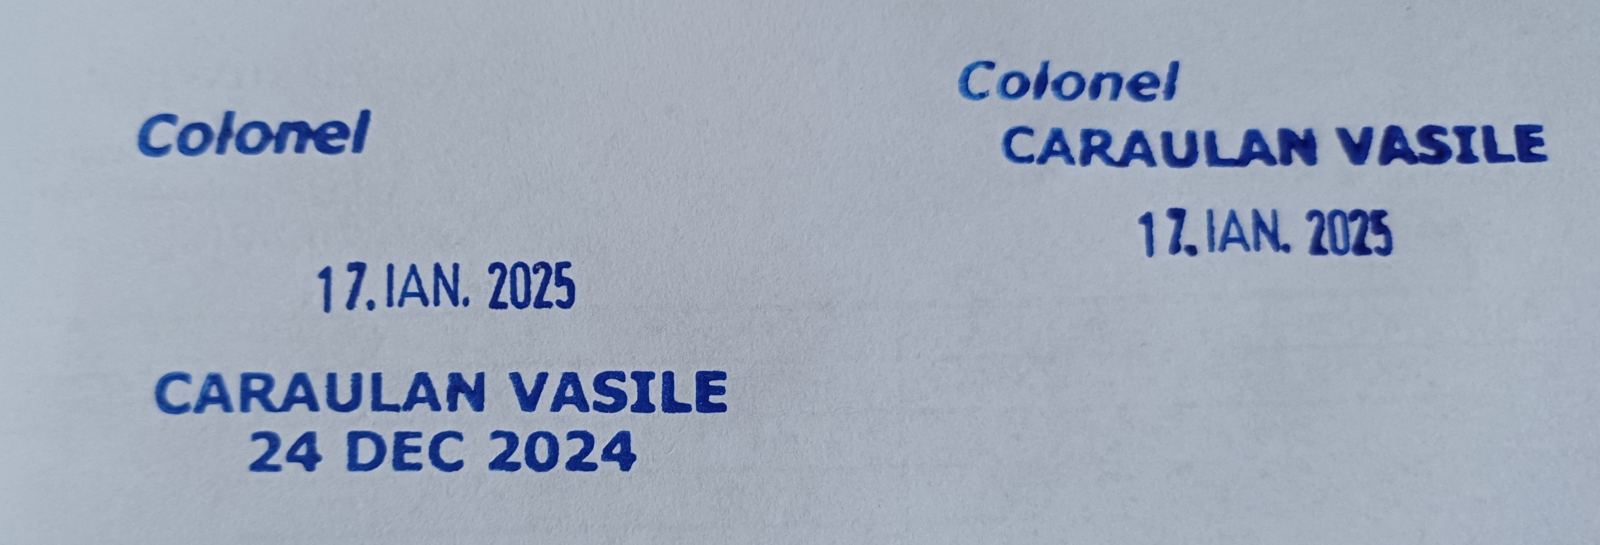 Colonel
17. IAN. 2025
CARAULAN VASILE
24 DEC 2024
Colonel
CARAULAN VASILE
17. IAN. 2025